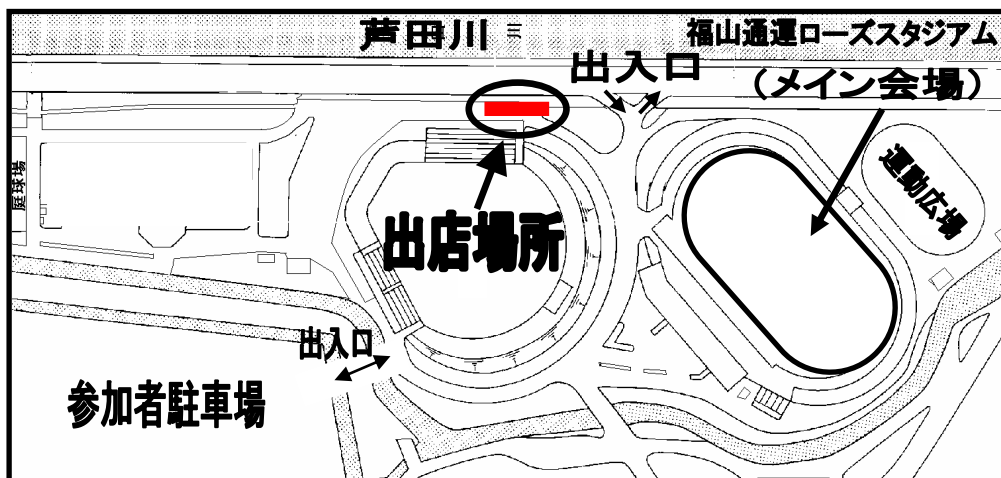 芦田川
福山通運ローズスタジアム
（メイン会場）
出入口
運動広場
庭球場
出店場所
出入口
参加者駐車場